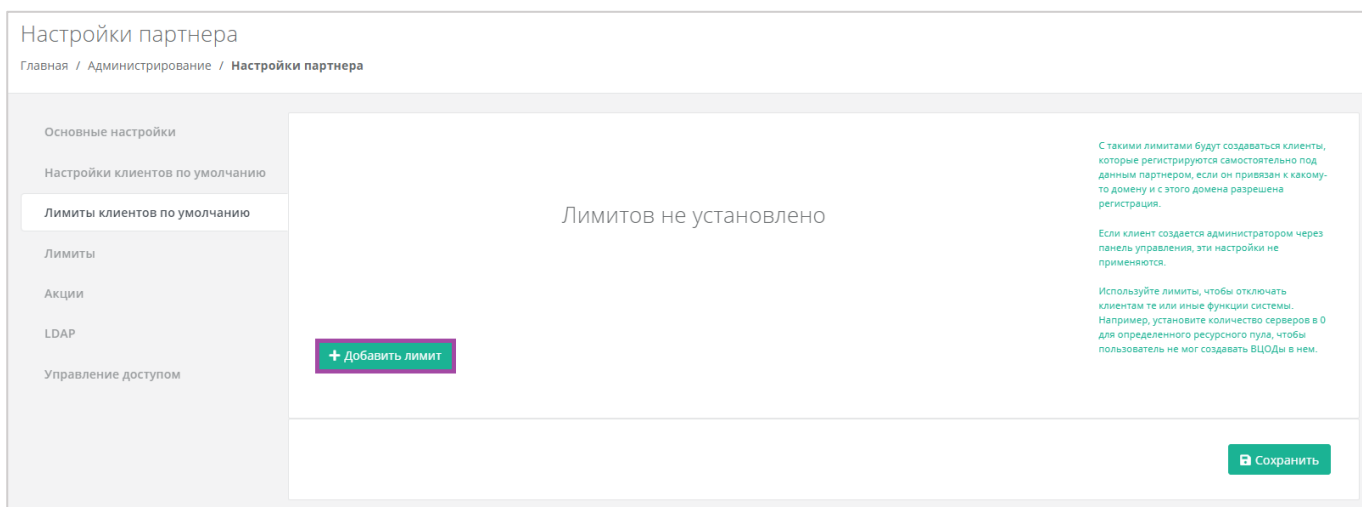 Настройки партнера
Главная / Администрирование / Настройки партнера
Основные настройки
Настройки клиентов по умолчанию
Лимиты клиентов по умолчанию
Лимиты
Акции
LDAP
Управление доступом
Лимитов не установлено
+ Добавить лимит
С такими лимитами будут создаваться клиенты,
которые регистрируются самостоятельно под
данным партнером, если он привязан к какому-
то домену и с этого домена разрешена
регистрация.
Если клиент создается администратором через
панель управления, эти настройки не
применяются.
Используйте лимиты, чтобы отключать
клиентам те или иные функции системы.
Например, установите количество серверов в 0
для определенного ресурсного пула, чтобы
пользователь не мог создавать ВЦОДы в нем.
Сохранить